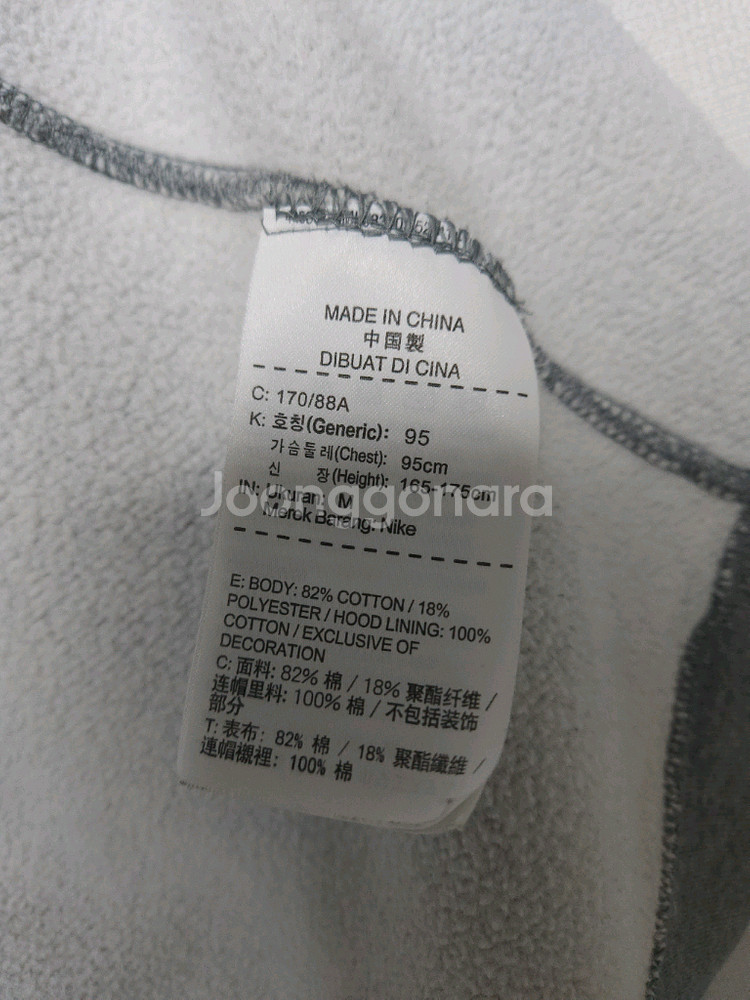 MADE IN CHINA
中国製
DIBUAT DI CINA
C: 170/88A
K: 호칭(Generic): 95
가슴둘레(Chest): 95cm
신 장(Height): 165-175cm
IN: Ukuran: M
Merck Barang: Nike
Joonggonara
E: BODY: 82% COTTON / 18%
POLYESTER / HOOD LINING: 100%
COTTON / EXCLUSIVE OF
DECORATION
C: 面料: 82% 棉 / 18% 聚酯纤维 /
连帽里料: 100% 棉 / 不包括装饰
部分
T: 表布: 82% 棉 / 18% 聚酯纖維 /
連帽襯裡: 100% 棉